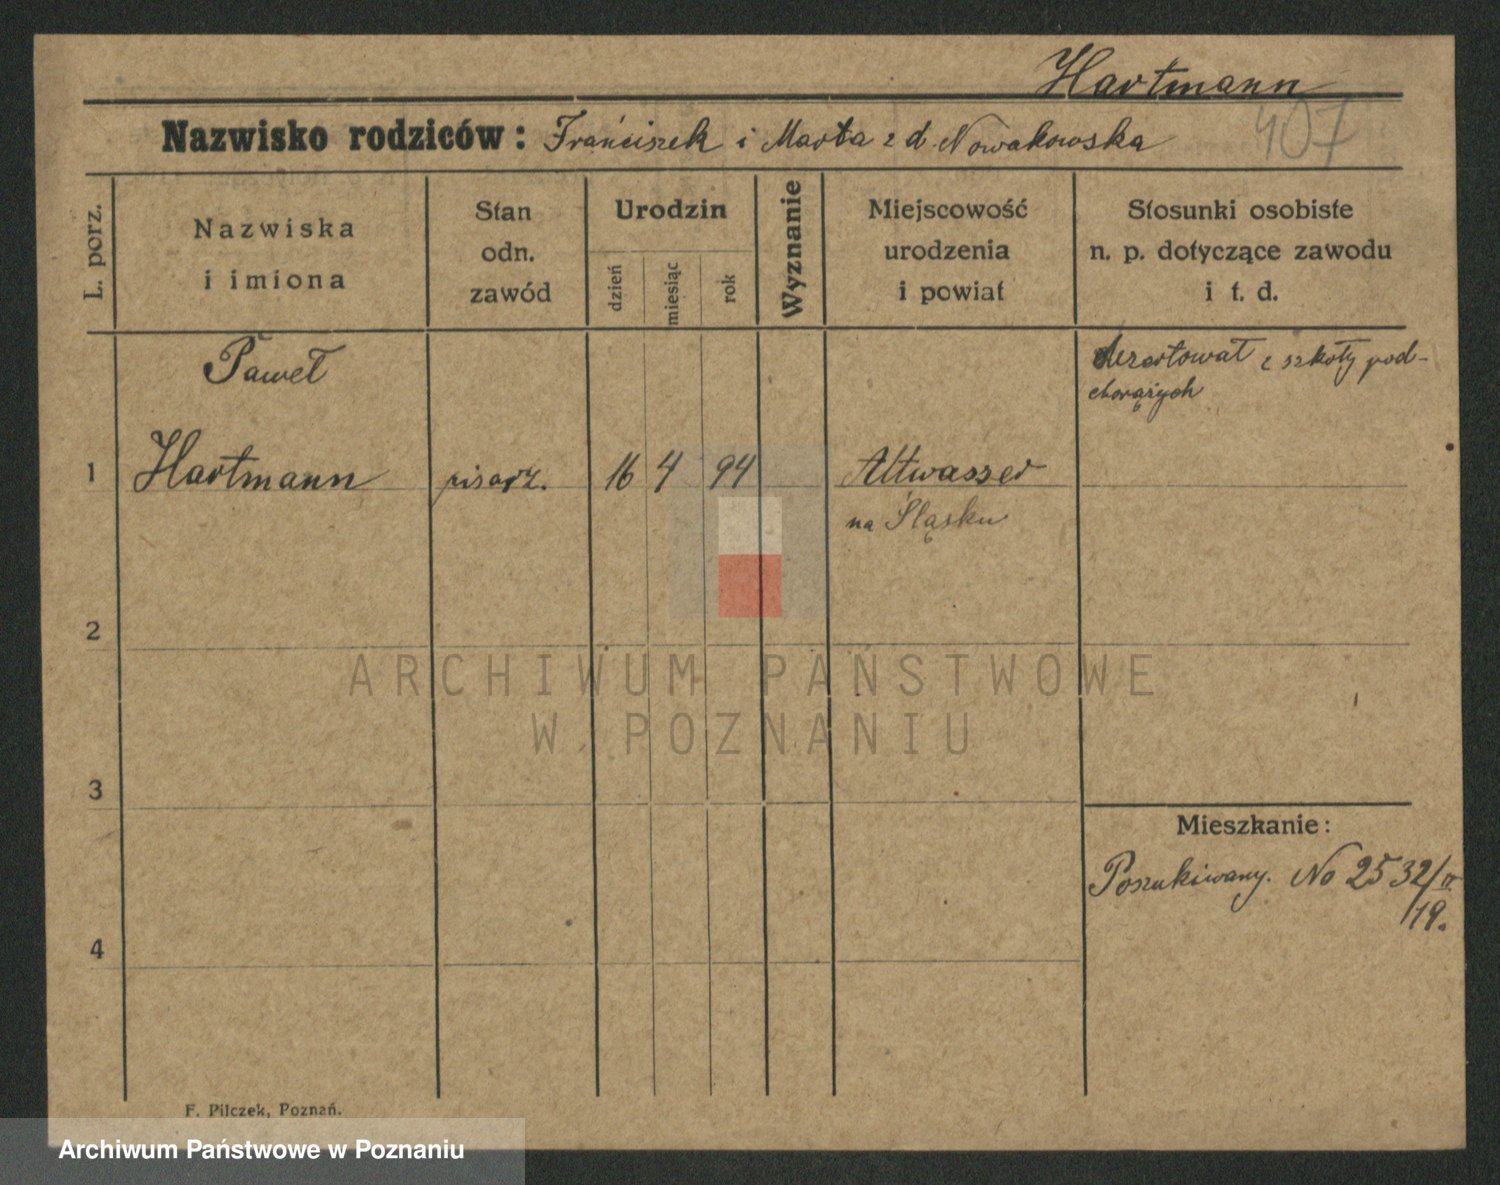 Hartmann
Nazwisko rodziców: Franciszek i Marta z d. Nowakowska
407
L. porz.
Nazwiska
i imiona
Stan
odn.
zawód
Urodzin
dzień
miesiąc
rok
Wyznanie
Miejscowość
urodzenia
i powiat
Stosunki osobiste
n. p. dotyczące zawodu
i t. d.
Paweł
dezertował z szkoły pod-
chorążych
1
Hartmann
pisarz.
16
4
94
Altwasser
na Śląsku
2
ARCHIWUM PAŃSTWOWE
W POZNANIU
3
Mieszkanie:
Poszukiwany. No 2532/
/19.
4
F. Pilczek, Poznań.
Archiwum Państwowe w Poznaniu